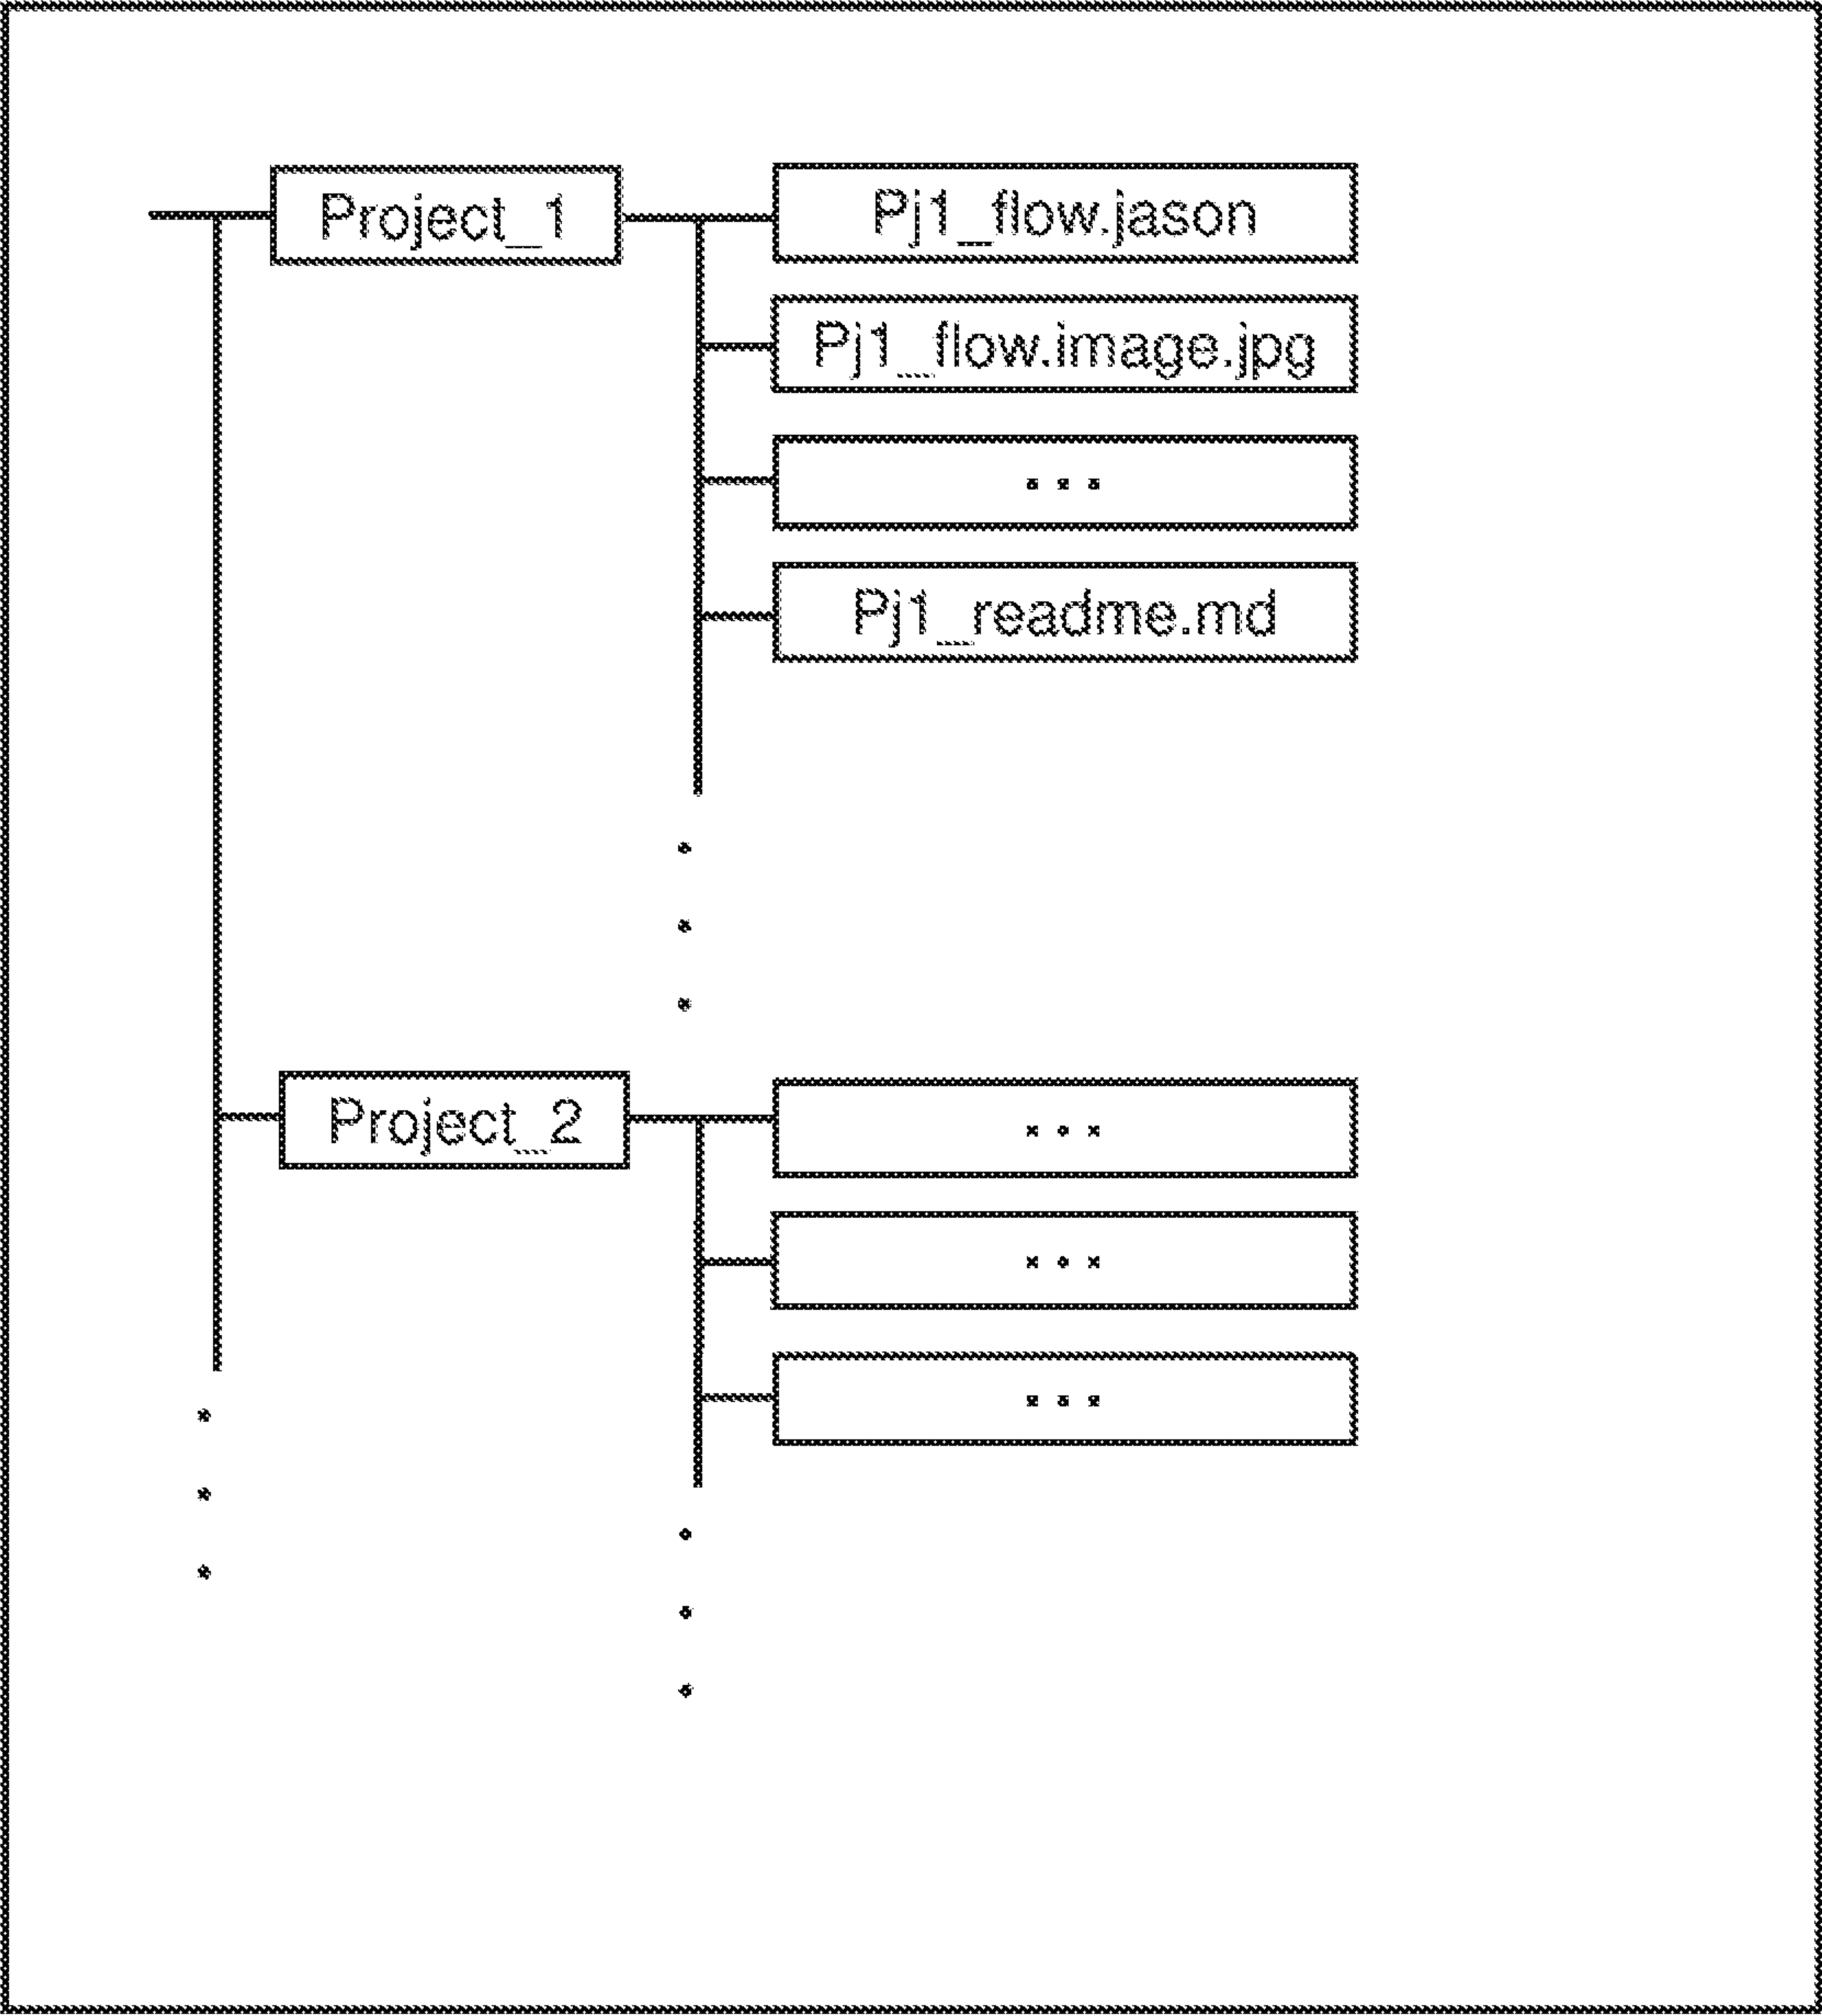 Project_1
Pj1_flow.jason
Pj1_flow.image.jpg
...
Pj1_readme.md
Project_2
...
...
...